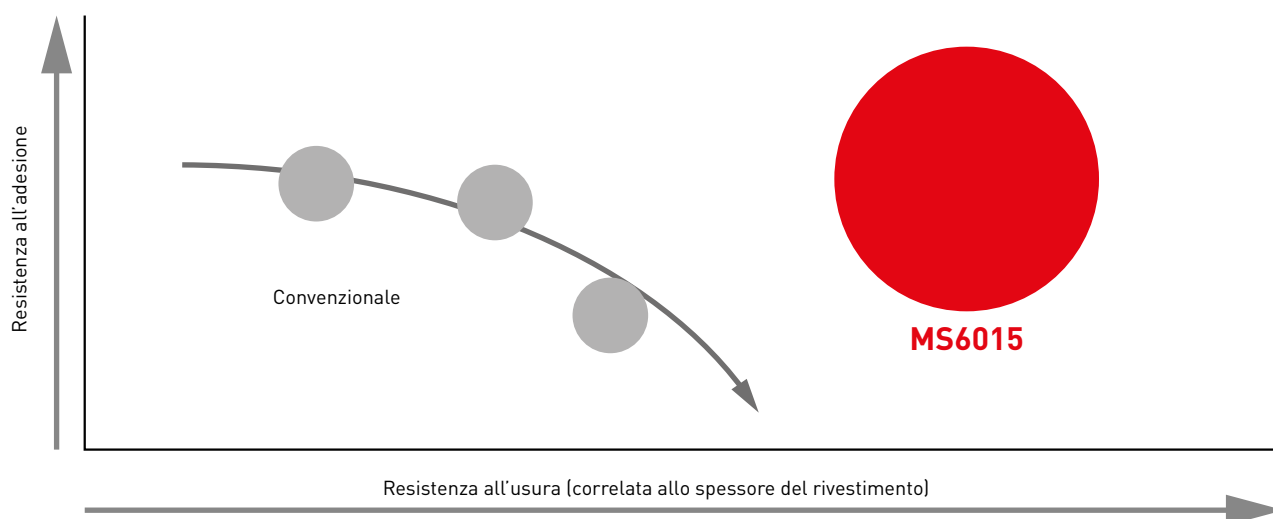 Resistenza all’adesione
Convenzionale
MS6015
Resistenza all’usura (correlata allo spessore del rivestimento)